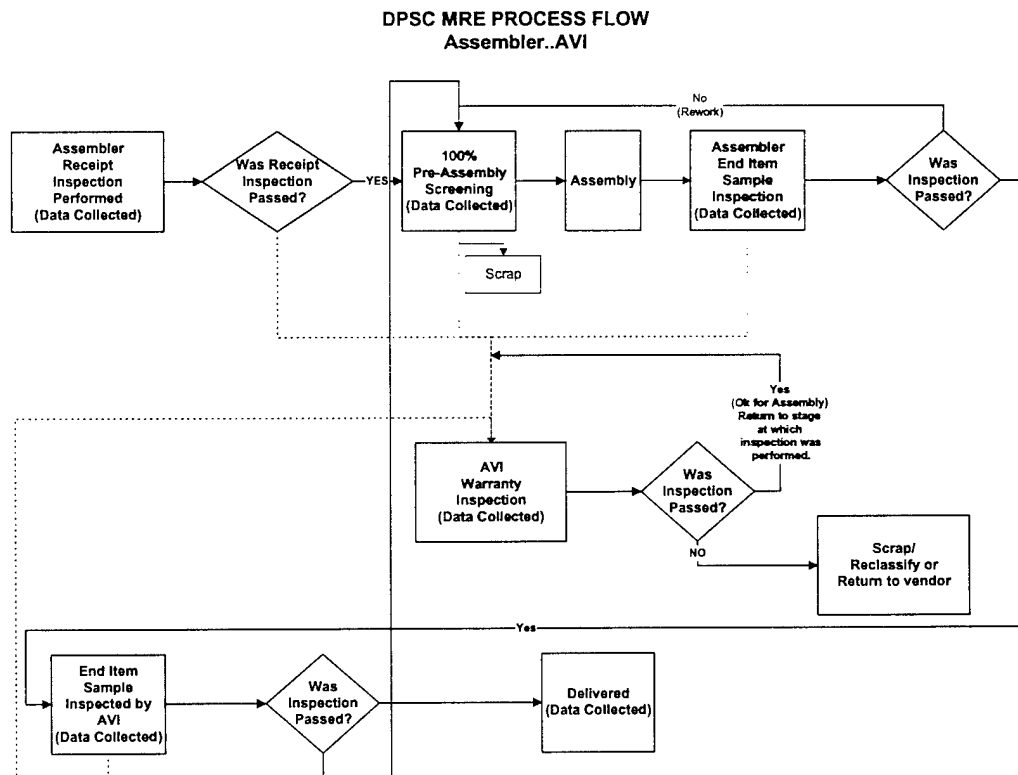 DPSC MRE PROCESS FLOW
Assembler..AVI
No
(Rework)
Assembler
Receipt
Inspection
Performed
(Data Collected)
Was Receipt
Inspection
Passed?
YES
100%
Pre-Assembly
Screening
(Data Collected)
Assembly
Assembler
End Item
Sample
Inspection
(Data Collected)
Was
Inspection
Passed?
Scrap
Yes
(Ok for Assembly)
Return to stage
at which
inspection was
performed.
AVI
Warranty
Inspection
(Data Collected)
Was
Inspection
Passed?
NO
Scrap/
Reclassify or
Return to vendor
Yes
End Item
Sample
Inspected by
AVI
(Data Collected)
Was
Inspection
Passed?
Delivered
(Data Collected)